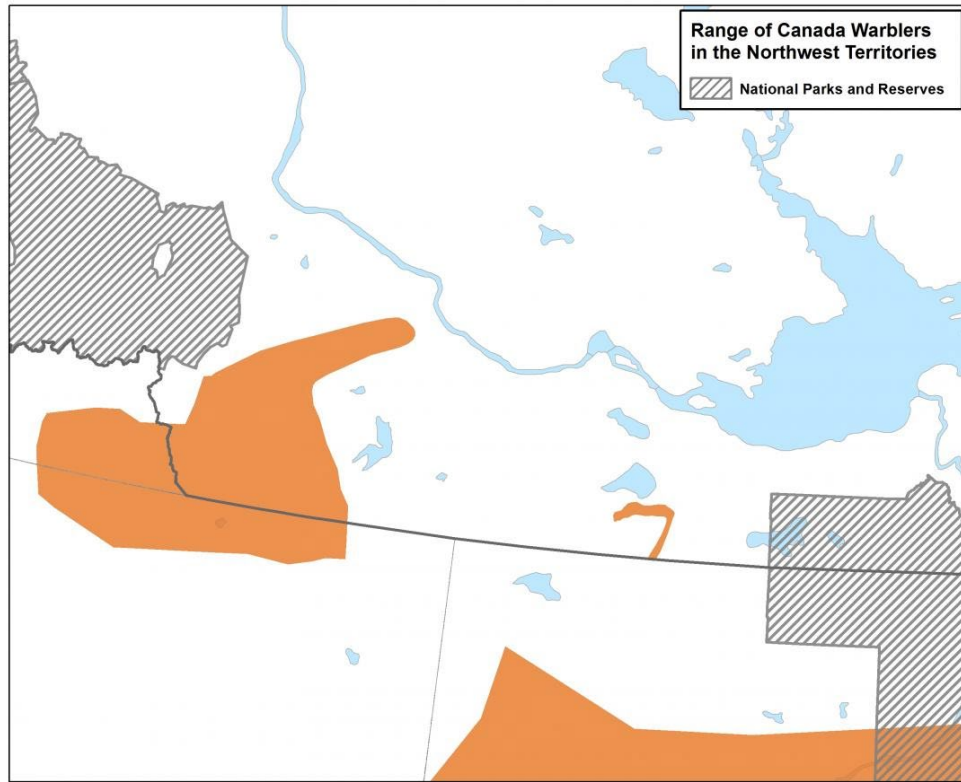 Range of Canada Warblers
in the Northwest Territories
National Parks and Reserves